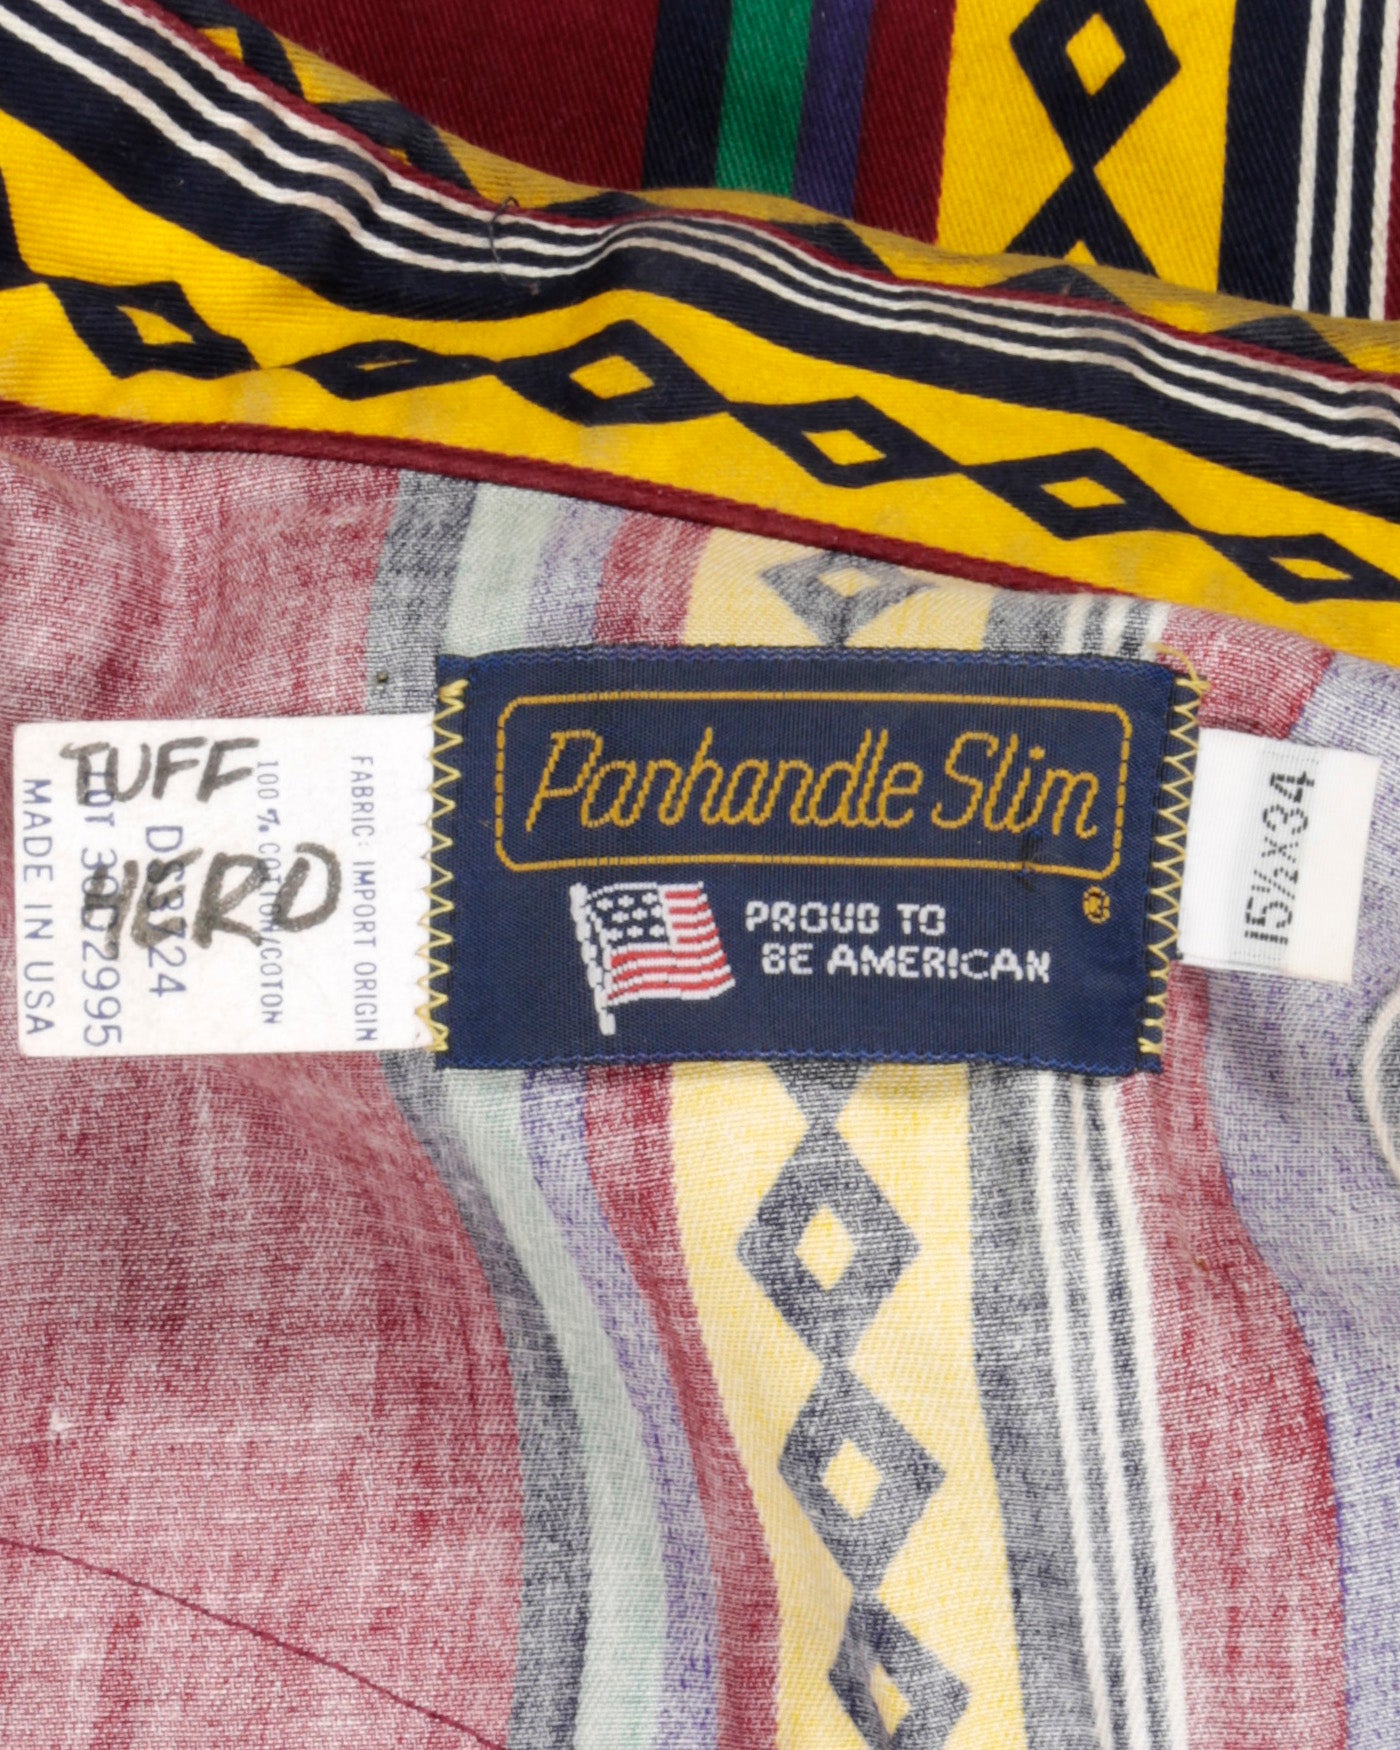 TUFF
HERO
FABRIC: IMPORT ORIGIN
100% COTTON/COTON
MADE IN USA
Panhandle Slim
PROUD TO
BE AMERICAN
15½x34